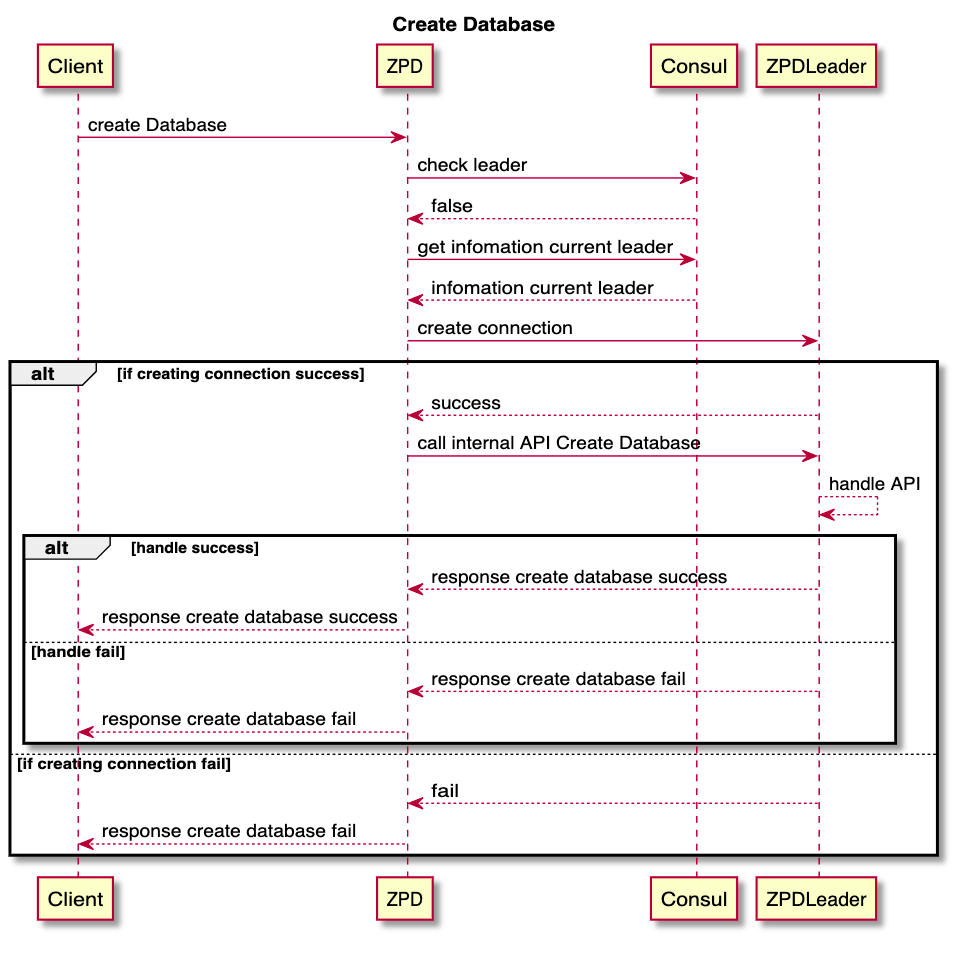 Create Database
Client ZPD Consul ZPDLeader
create Database
check leader
false
get infomation current leader
infomation current leader
create connection
alt [if creating connection success]
success
call internal API Create Database
handle API
alt [handle success]
response create database success
response create database success
[handle fail]
response create database fail
response create database fail
[if creating connection fail]
fail
response create database fail
Client ZPD Consul ZPDLeader